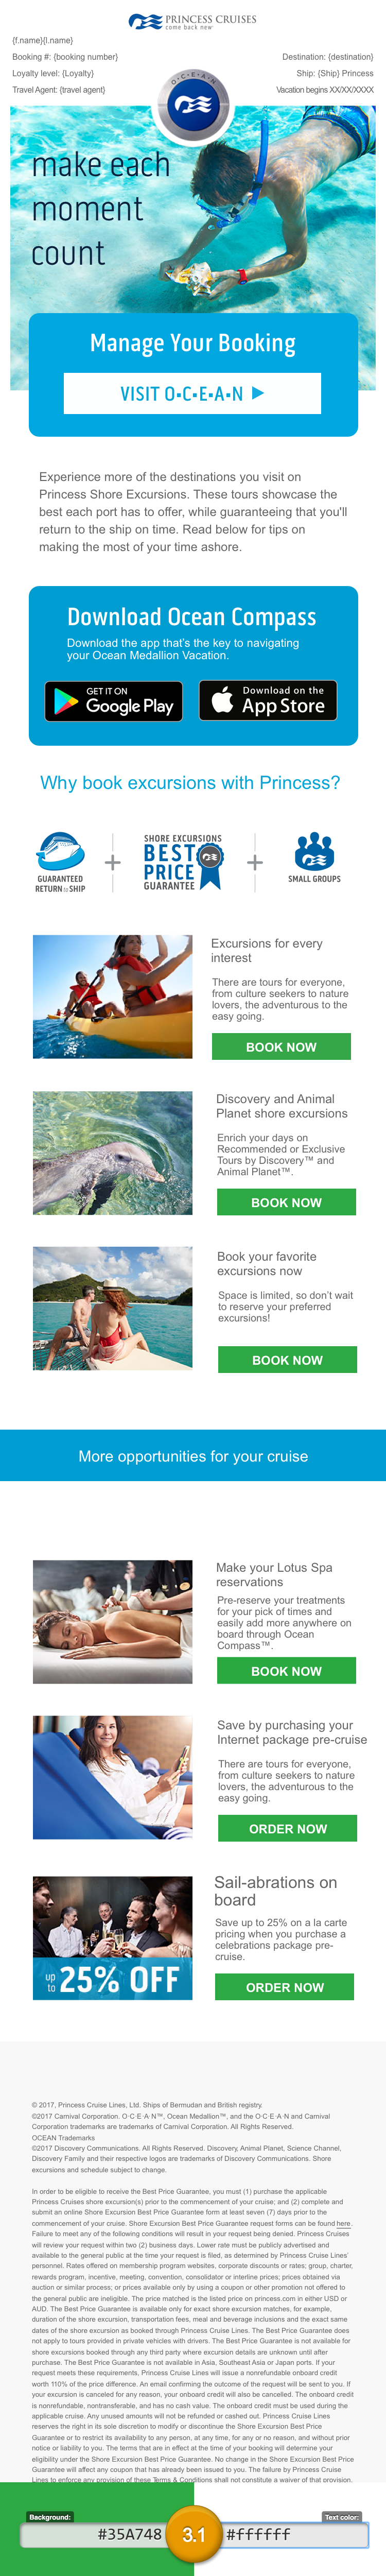 PRINCESS CRUISES
come back new
{f.name}{l.name}
Booking #: {booking number}
Destination: {destination}
Loyalty level: {Loyalty}
Ship: {Ship} Princess
Travel Agent: {travel agent}
Vacation begins XX/XX/XXXX
O·C·E·A·N
make each
moment
count
Manage Your Booking
VISIT O•C•E•A•N
Experience more of the destinations you visit on
Princess Shore Excursions. These tours showcase the
best each port has to offer, while guaranteeing that you'll
return to the ship on time. Read below for tips on
making the most of your time ashore.
Download Ocean Compass
Download the app that's the key to navigating
your Ocean Medallion Vacation.
GET IT ON
Google Play
Download on the
App Store
Why book excursions with Princess?
GUARANTEED
RETURN TO SHIP
+
SHORE EXCURSIONS
BEST
PRICE
GUARANTEE
+
SMALL GROUPS
Excursions for every
interest
There are tours for everyone,
from culture seekers to nature
lovers, the adventurous to the
easy going.
BOOK NOW
Discovery and Animal
Planet shore excursions
Enrich your days on
Recommended or Exclusive
Tours by Discovery™ and
Animal Planet™.
BOOK NOW
Book your favorite
excursions now
Space is limited, so don't wait
to reserve your preferred
excursions!
BOOK NOW
More opportunities for your cruise
Make your Lotus Spa
reservations
Pre-reserve your treatments
for your pick of times and
easily add more anywhere on
board through Ocean
Compass™.
BOOK NOW
Save by purchasing your
Internet package pre-cruise
There are tours for everyone,
from culture seekers to nature
lovers, the adventurous to the
easy going.
ORDER NOW
up to 25% OFF
Sail-abrations on
board
Save up to 25% on a la carte
pricing when you purchase a
celebrations package pre-
cruise.
ORDER NOW
© 2017, Princess Cruise Lines, Ltd. Ships of Bermudan and British registry.
©2017 Carnival Corporation. O·C·E·A·N™, Ocean Medallion™, and the O·C·E·A·N and Carnival
Corporation trademarks are trademarks of Carnival Corporation. All Rights Reserved.
OCEAN Trademarks
©2017 Discovery Communications. All Rights Reserved. Discovery, Animal Planet, Science Channel,
Discovery Family and their respective logos are trademarks of Discovery Communications. Shore
excursions and schedule subject to change.
In order to be eligible to receive the Best Price Guarantee, you must (1) purchase the applicable
Princess Cruises shore excursion(s) prior to the commencement of your cruise; and (2) complete and
submit an online Shore Excursion Best Price Guarantee form at least seven (7) days prior to the
commencement of your cruise. Shore Excursion Best Price Guarantee request forms can be found here.
Failure to meet any of the following conditions will result in your request being denied. Princess Cruises
will review your request within two (2) business days. Lower rate must be publicly advertised and
available to the general public at the time your request is filed, as determined by Princess Cruise Lines'
personnel. Rates offered on membership program websites, corporate discounts or rates; group, charter,
rewards program, incentive, meeting, convention, consolidator or interline prices; prices obtained via
auction or similar process; or prices available only by using a coupon or other promotion not offered to
the general public are ineligible. The price matched is the listed price on princess.com in either USD or
AUD. The Best Price Guarantee is available only for exact shore excursion matches, for example,
duration of the shore excursion, transportation fees, meal and beverage inclusions and the exact same
dates of the shore excursion as booked through Princess Cruise Lines. The Best Price Guarantee does
not apply to tours provided in private vehicles with drivers. The Best Price Guarantee is not available for
shore excursions booked through any third party where excursion details are unknown until after
purchase. The Best Price Guarantee is not available in Asia, Southeast Asia or Japan ports. If your
request meets these requirements, Princess Cruise Lines will issue a nonrefundable onboard credit
worth 110% of the price difference. An email confirming the outcome of the request will be sent to you. If
your excursion is canceled for any reason, your onboard credit will also be cancelled. The onboard credit
is nonrefundable, nontransferable, and has no cash value. The onboard credit must be used during the
applicable cruise. Any unused amounts will not be refunded or cashed out. Princess Cruise Lines
reserves the right in its sole discretion to modify or discontinue the Shore Excursion Best Price
Guarantee or to restrict its availability to any person, at any time, for any or no reason, and without prior
notice or liability to you. The terms that are in effect at the time of your booking will determine your
eligibility under the Shore Excursion Best Price Guarantee. No change in the Shore Excursion Best Price
Guarantee will affect any coupon that has already been issued to you. The failure by Princess Cruise
Lines to enforce any provision of these Terms & Conditions shall not constitute a waiver of that provision.
Background:
Text color:
#35A748
3.1
#ffffff